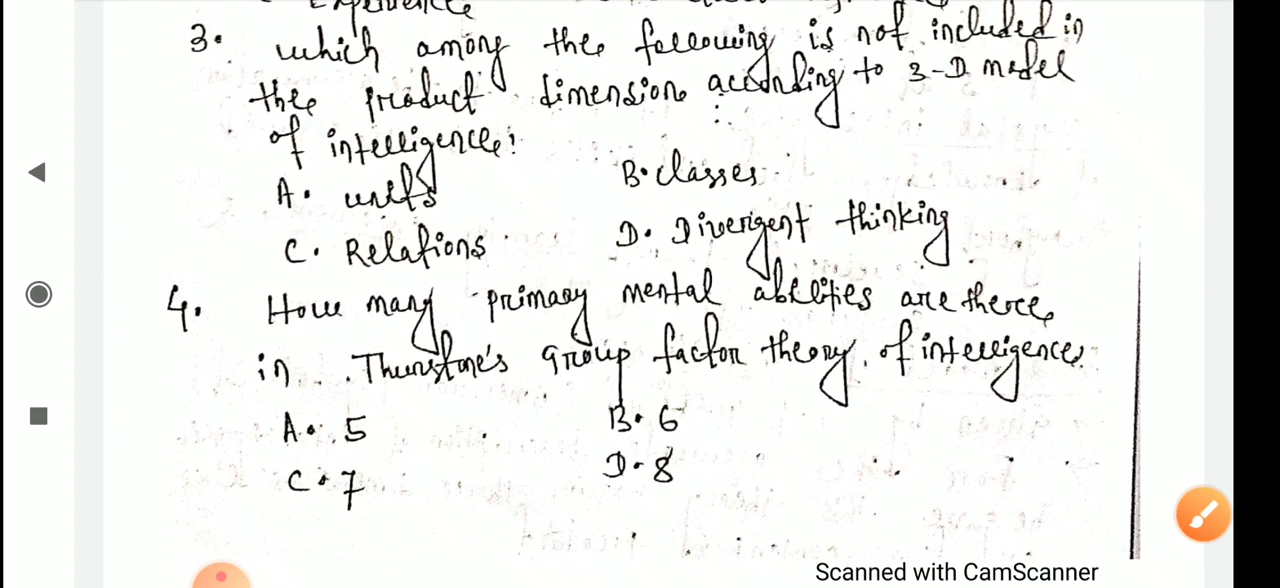 Experience
3. which among the following is not included in
the product dimension according to 3-D model
of intelligence?
A. units B. classes
C. Relations D. Divergent thinking
4. How many primary mental abilities are there
in Thurstone's group factor theory of intelligence
A. 5 B. 6
C. 7 D. 8
Scanned with CamScanner